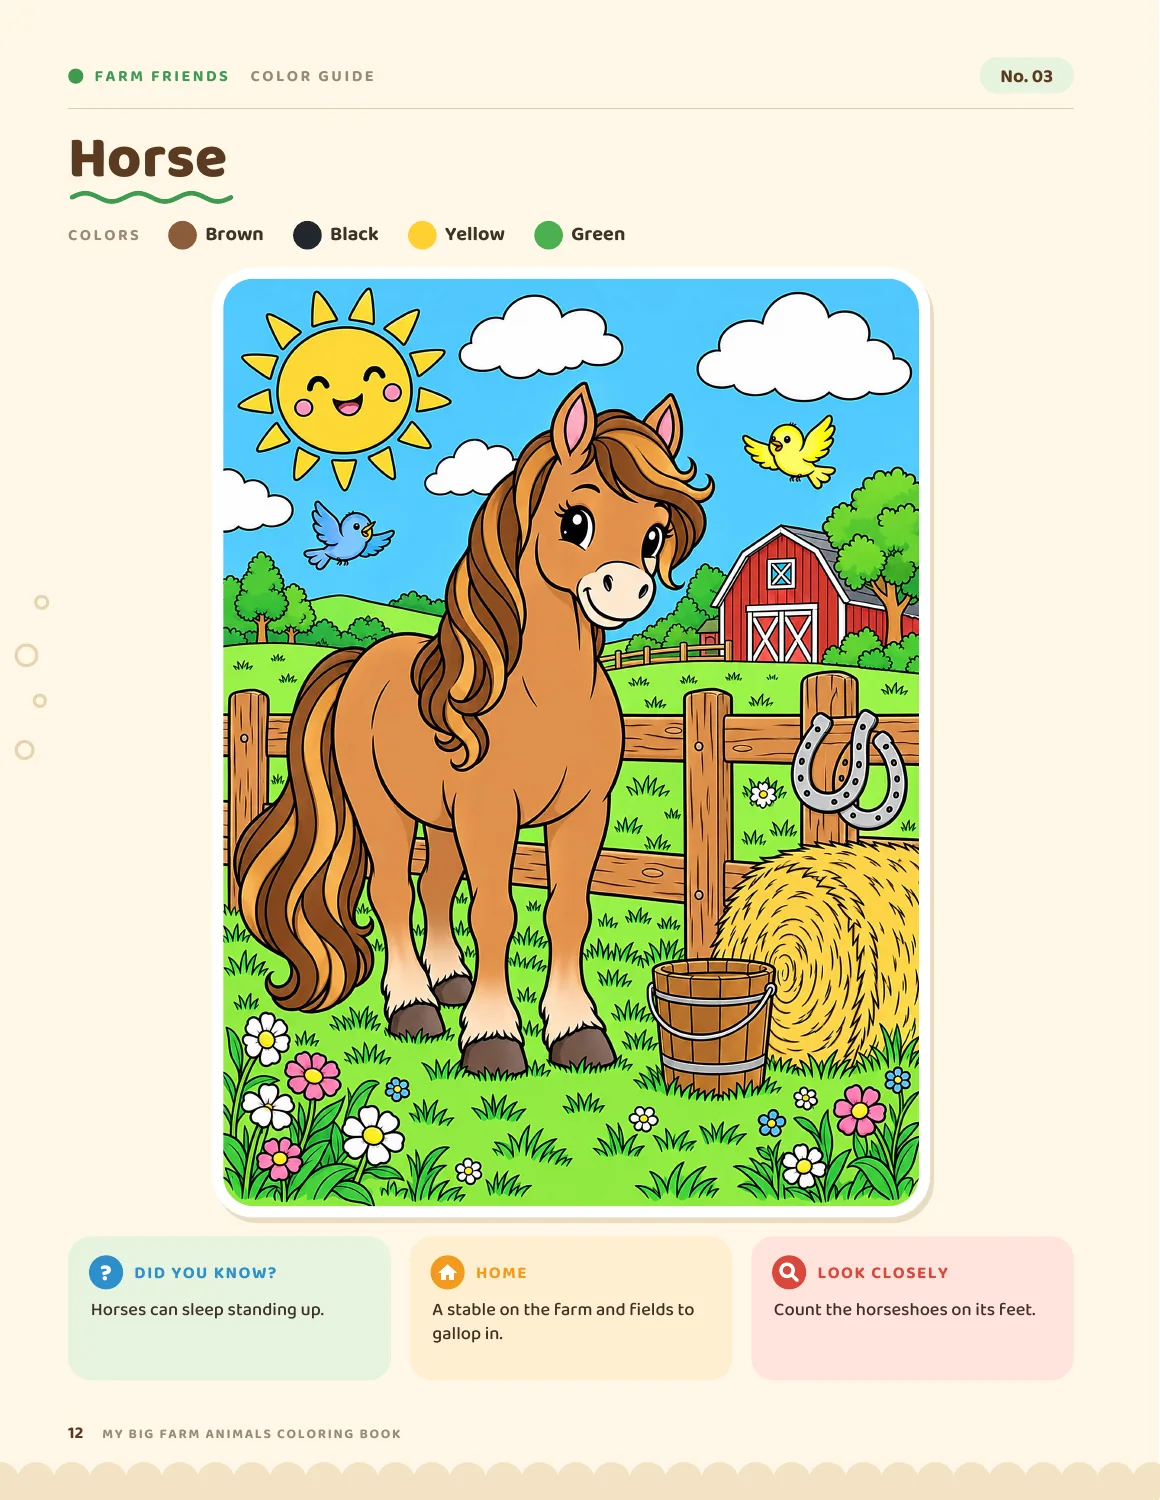 FARM FRIENDS COLOR GUIDE
No. 03
Horse
COLORS Brown Black Yellow Green
DID YOU KNOW?
Horses can sleep standing up.
HOME
A stable on the farm and fields to
gallop in.
LOOK CLOSELY
Count the horseshoes on its feet.
12 MY BIG FARM ANIMALS COLORING BOOK